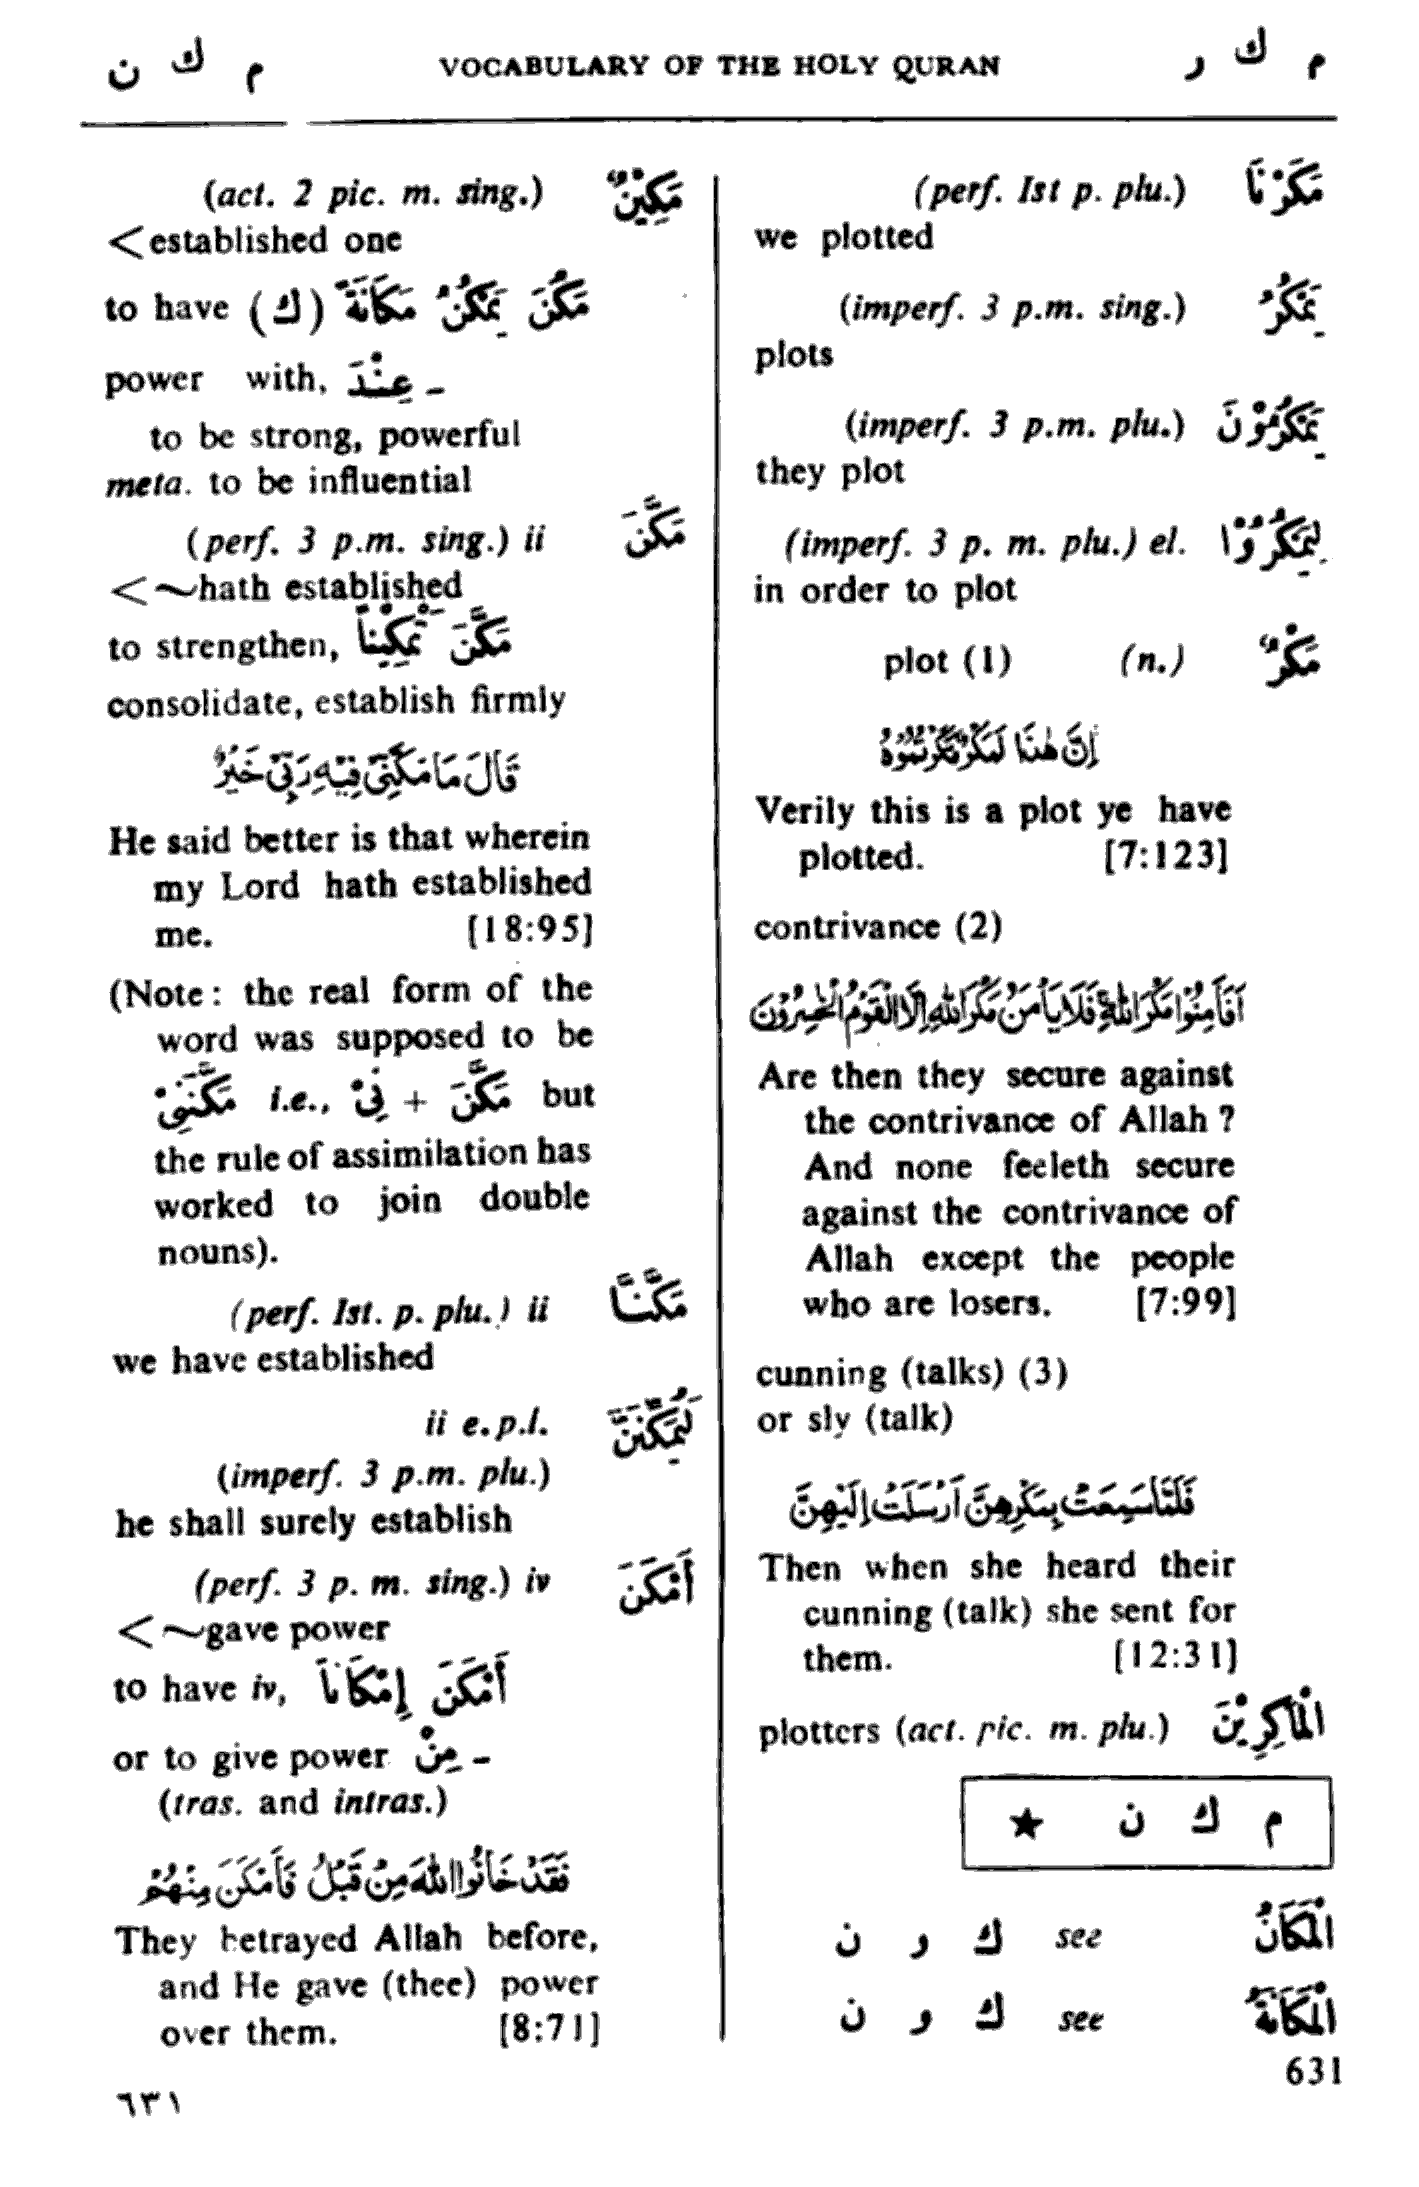 م ك ر VOCABULARY OF THE HOLY QURAN م ك ن
مَكَرْنَا (perf. Ist p. plu.)
we plotted
يَمْكُرُ (imperf. 3 p.m. sing.)
plots
يَمْكُرُوْنَ (imperf. 3 p.m. plu.)
they plot
لِيَمْكُرُوْا (imperf. 3 p. m. plu.) el.
in order to plot
مَكْرٌ (n.) plot (1)
اِنَّ هٰذَا لَمَكْرٌ مَّكَرْتُمُوْهُ
Verily this is a plot ye have
plotted. [7:123]
contrivance (2)
اَفَاَمِنُوْا مَكْرَ اللهِ فَلَا يَاْمَنُ مَكْرَ اللهِ اِلَّا الْقَوْمُ الْخٰسِرُوْنَ
Are then they secure against
the contrivance of Allah ?
And none feeleth secure
against the contrivance of
Allah except the people
who are losers. [7:99]
cunning (talks) (3)
or sly (talk)
فَلَمَّا سَمِعَتْ بِمَكْرِهِنَّ اَرْسَلَتْ اِلَيْهِنَّ
Then when she heard their
cunning (talk) she sent for
them. [12:31]
الْمَاكِرِيْنَ plotters (act. pic. m. plu.)
م ك ن ★
الْمَكَانُ see ك و ن
الْمَكَانَةُ see ك و ن
631
مَكِيْنٌ (act. 2 pic. m. sing.)
<established one
مَكُنَ يَمْكُنُ مَكَانَةً (ك) to have
ـ عِنْدَ power with,
to be strong, powerful
meta. to be influential
مَكَّنَ (perf. 3 p.m. sing.) ii
<~hath established
مَكَّنَ تَمْكِيْنًا to strengthen,
consolidate, establish firmly
قَالَ مَا مَكَّنِّىْ فِيْهِ رَبِّىْ خَيْرٌ
He said better is that wherein
my Lord hath established
me. [18:95]
(Note: the real form of the
word was supposed to be
مَكَّنَنِىْ i.e., نِىْ + مَكَّنَ but
the rule of assimilation has
worked to join double
nouns).
مَكَّنَّا (perf. Ist. p. plu.) ii
we have established
لَيُمَكِّنَنَّ ii e.p.l.
(imperf. 3 p.m. plu.)
he shall surely establish
أَمْكَنَ (perf. 3 p. m. sing.) iv
<~gave power
أَمْكَنَ إِمْكَانًا to have iv,
ـ مِنْ or to give power
(tras. and intras.)
فَقَدْ خَانُوا اللهَ مِنْ قَبْلُ فَاَمْكَنَ مِنْهُمْ
They betrayed Allah before,
and He gave (thee) power
over them. [8:71]
٦٣١